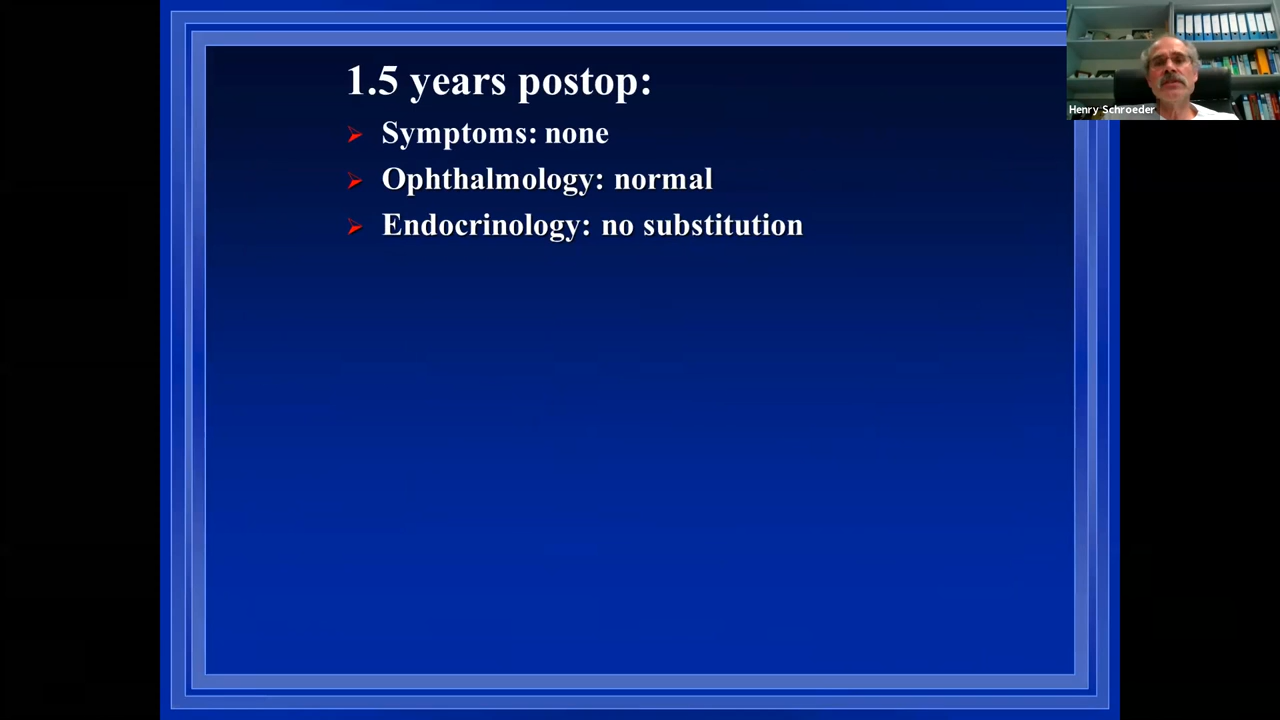 1.5 years postop:
Symptoms: none
Ophthalmology: normal
Endocrinology: no substitution
Henry Schroeder